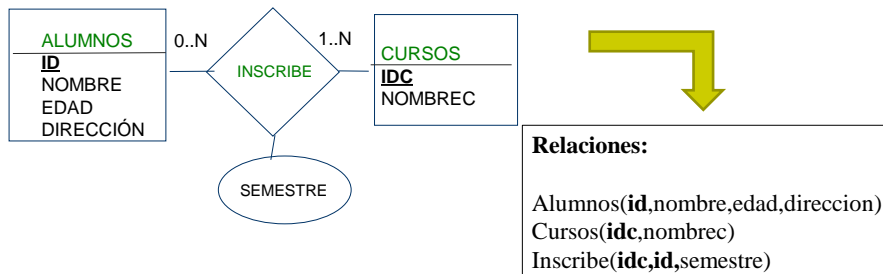 ALUMNOS
ID
NOMBRE
EDAD
DIRECCIÓN
0..N
INSCRIBE
1..N
CURSOS
IDC
NOMBREC
SEMESTRE
Relaciones:
Alumnos(id,nombre,edad,direccion)
Cursos(idc,nombrec)
Inscribe(idc,id,semestre)